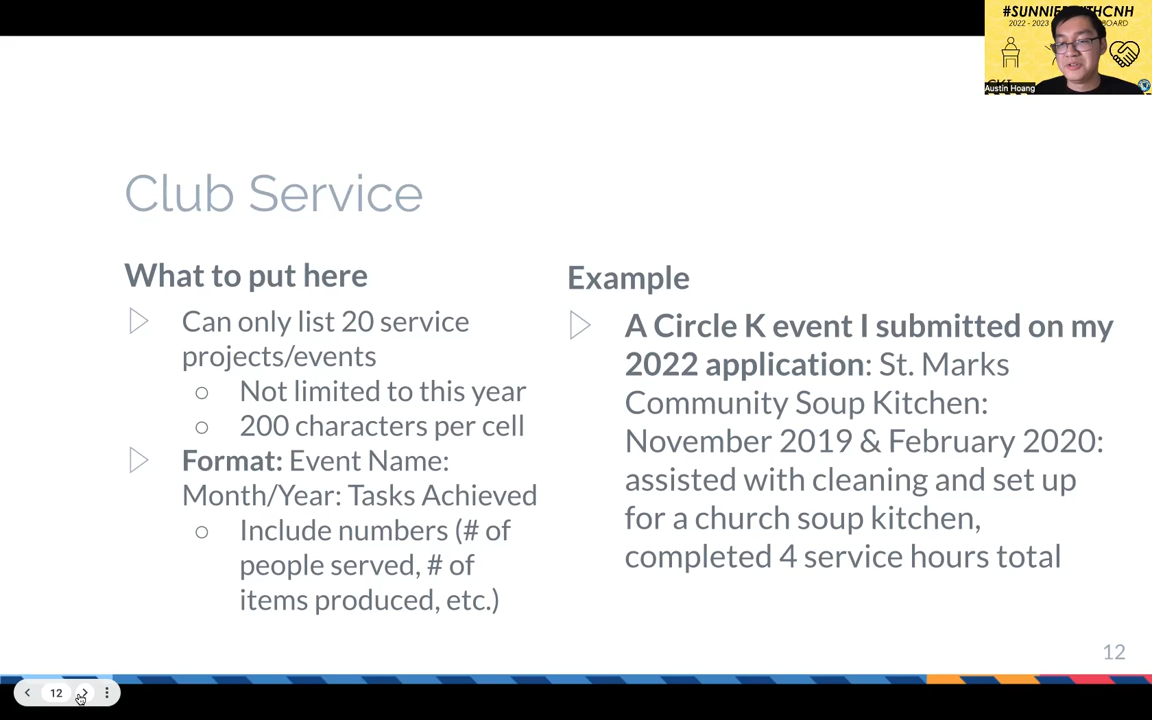 #SUNNIE
THCNH
2022 - 2023
BOARD
Austin Hoang
Club Service
What to put here
Can only list 20 service
projects/events
Not limited to this year
200 characters per cell
Format: Event Name:
Month/Year: Tasks Achieved
Include numbers (# of
people served, # of
items produced, etc.)
Example
A Circle K event I submitted on my
2022 application: St. Marks
Community Soup Kitchen:
November 2019 & February 2020:
assisted with cleaning and set up
for a church soup kitchen,
completed 4 service hours total
12
12